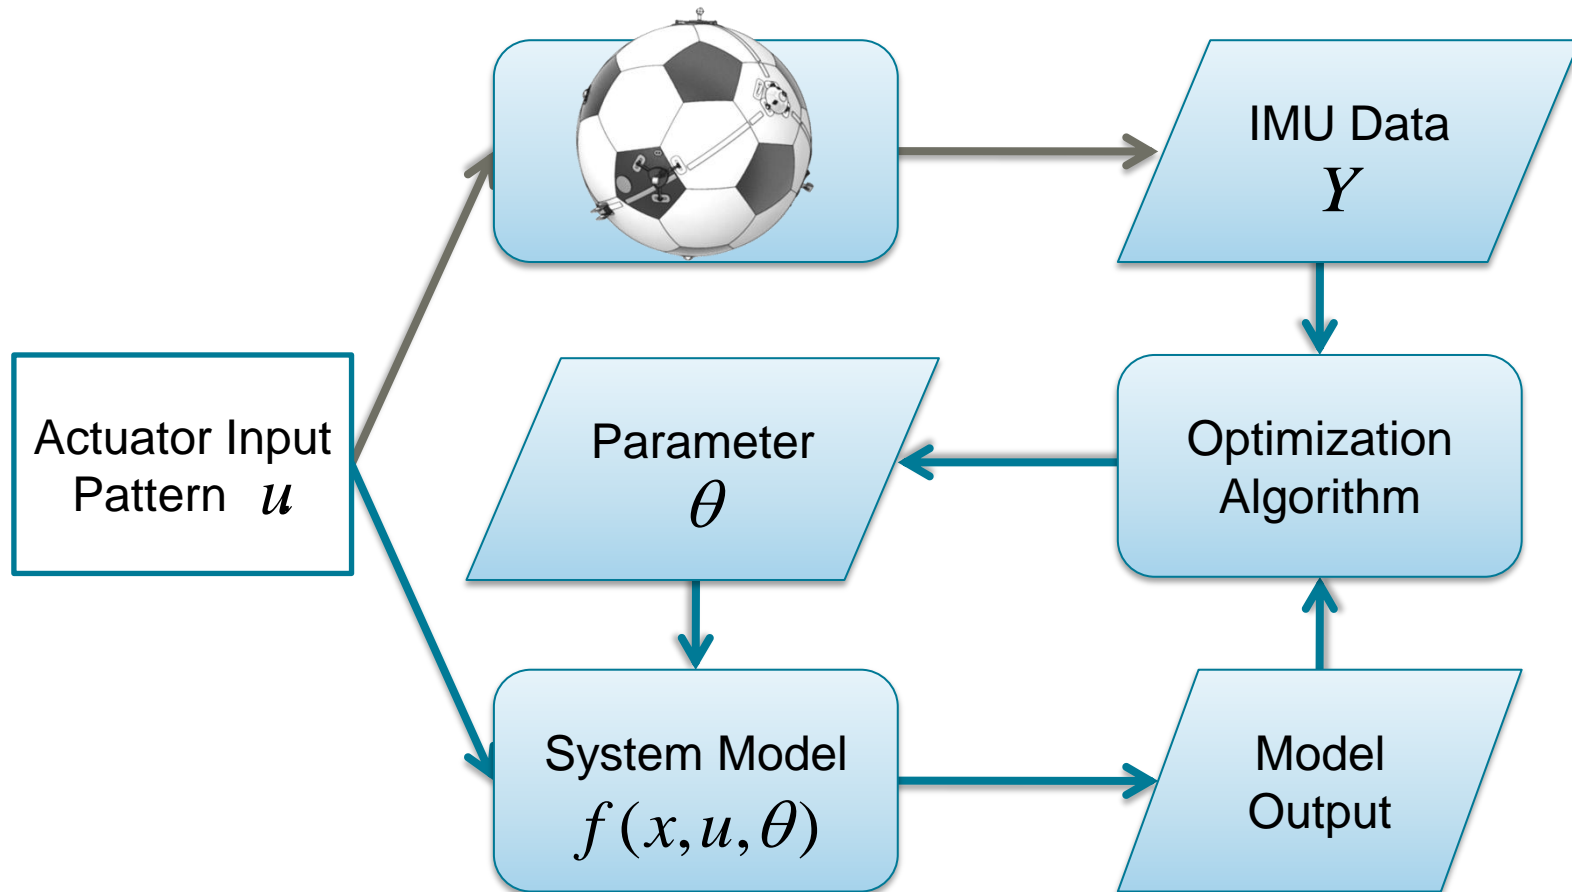 IMU Data
Y
Actuator Input
Pattern u
Parameter
θ
Optimization
Algorithm
System Model
f(x,u,θ)
Model
Output